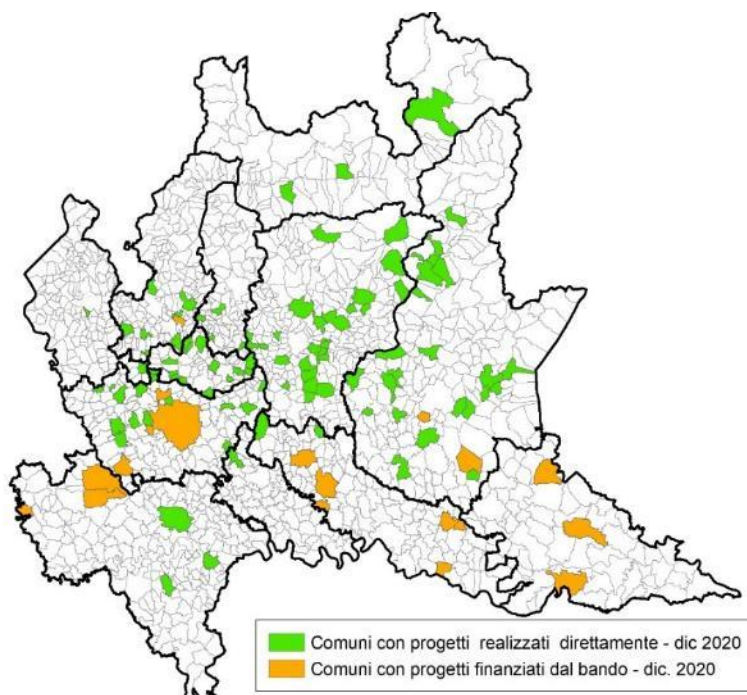 Comuni con progetti realizzati direttamente - dic 2020
Comuni con progetti finanziati dal bando - dic. 2020